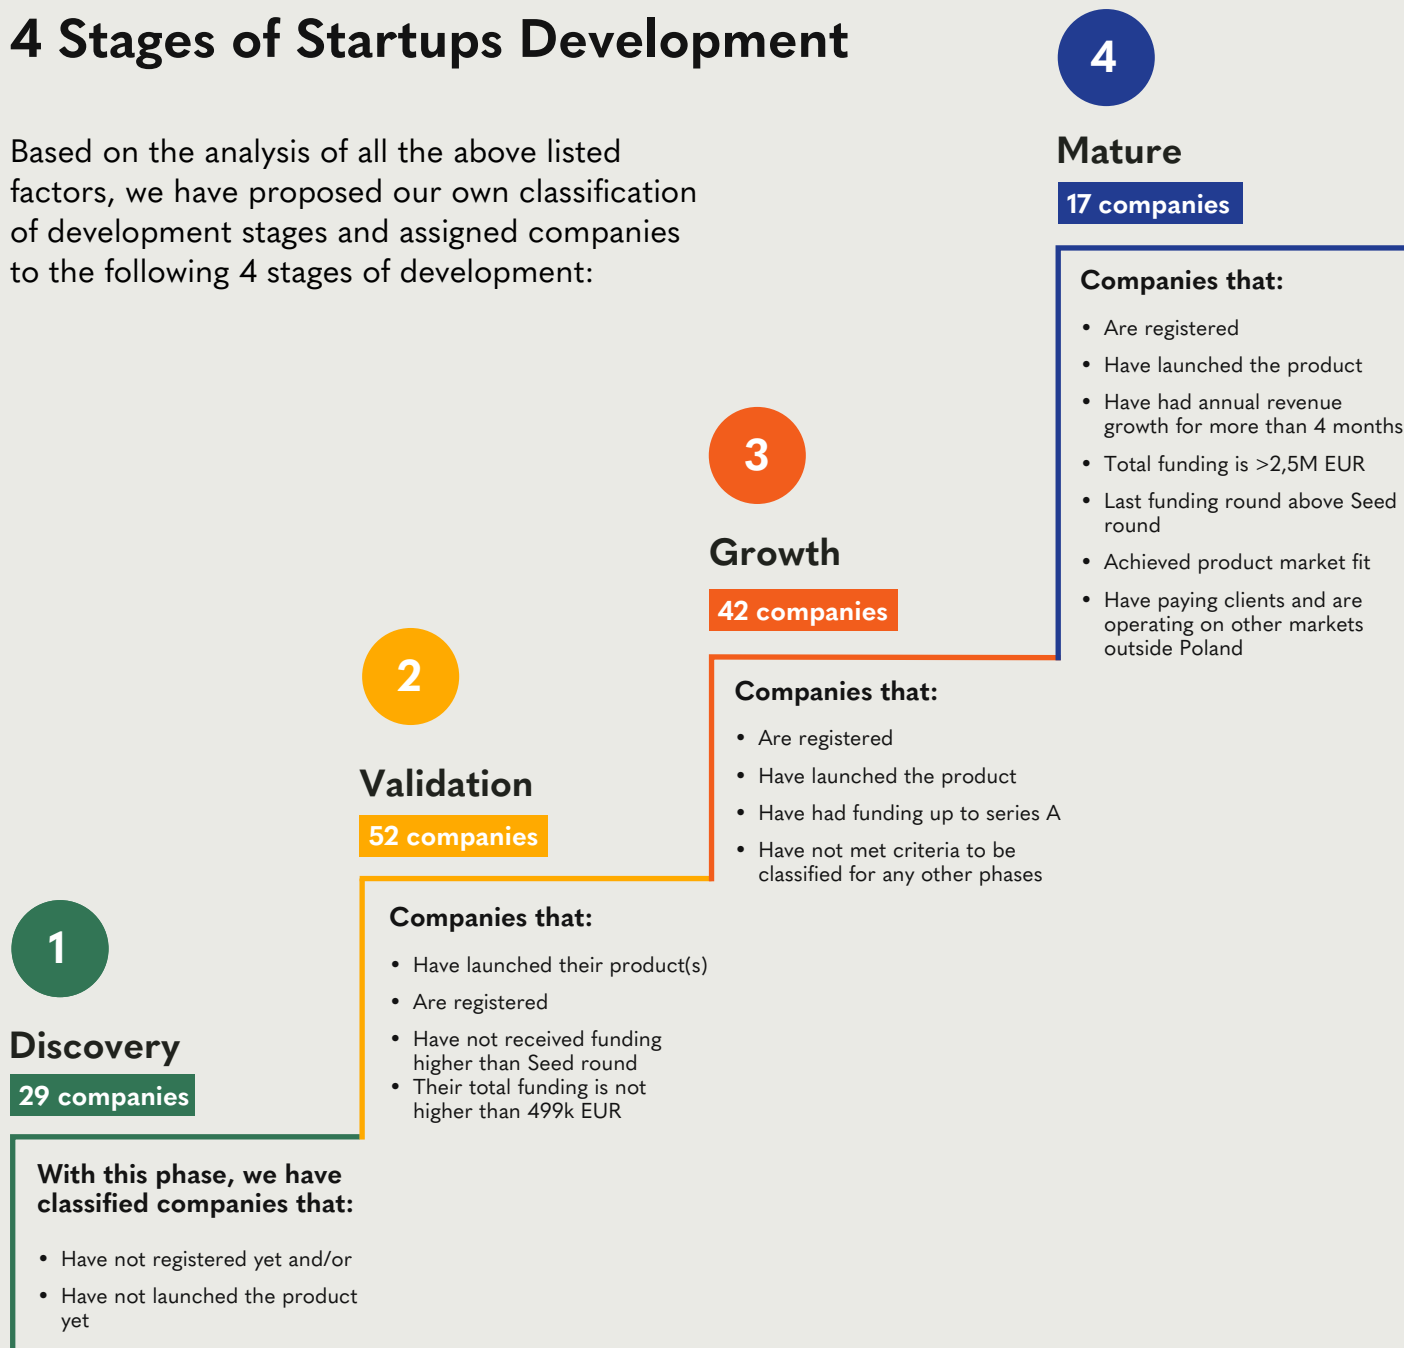 4 Stages of Startups Development
Based on the analysis of all the above listed
factors, we have proposed our own classification
of development stages and assigned companies
to the following 4 stages of development:
1
Discovery
29 companies
With this phase, we have
classified companies that:
• Have not registered yet and/or
• Have not launched the product
yet
2
Validation
52 companies
Companies that:
• Have launched their product(s)
• Are registered
• Have not received funding
higher than Seed round
• Their total funding is not
higher than 499k EUR
3
Growth
42 companies
Companies that:
• Are registered
• Have launched the product
• Have had funding up to series A
• Have not met criteria to be
classified for any other phases
4
Mature
17 companies
Companies that:
• Are registered
• Have launched the product
• Have had annual revenue
growth for more than 4 months
• Total funding is >2,5M EUR
• Last funding round above Seed
round
• Achieved product market fit
• Have paying clients and are
operating on other markets
outside Poland